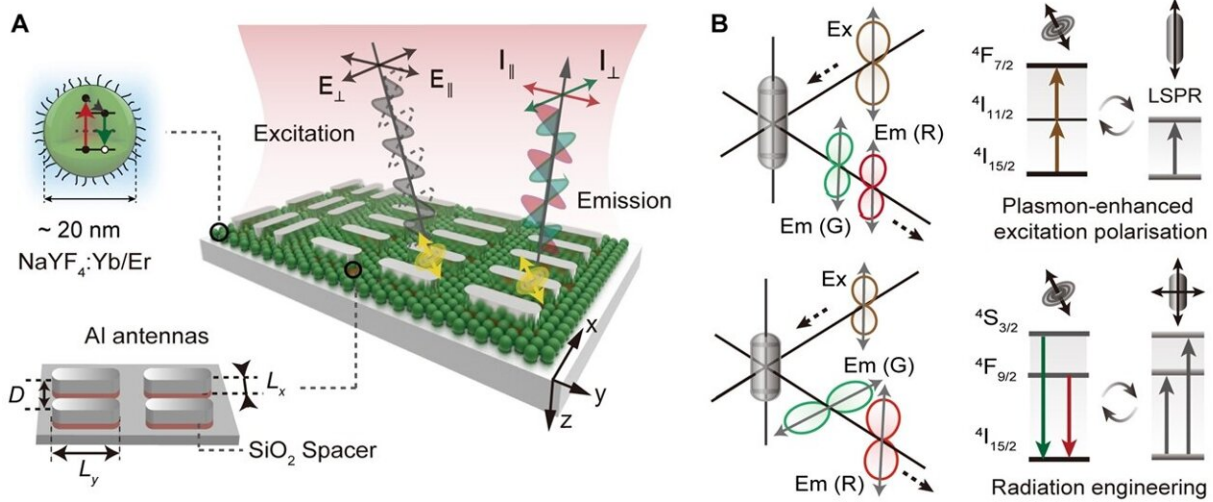 A
Excitation
E⊥
E∥
I∥
I⊥
Emission
~ 20 nm
NaYF₄:Yb/Er
Al antennas
D
Lₓ
L_y
SiO₂ Spacer
x
y
z
B
Ex
Em (R)
Em (G)
⁴F₇/₂
⁴I₁₁/₂
⁴I₁₅/₂
LSPR
Plasmon-enhanced
excitation polarisation
Ex
Em (G)
Em (R)
⁴S₃/₂
⁴F₉/₂
⁴I₁₅/₂
Radiation engineering